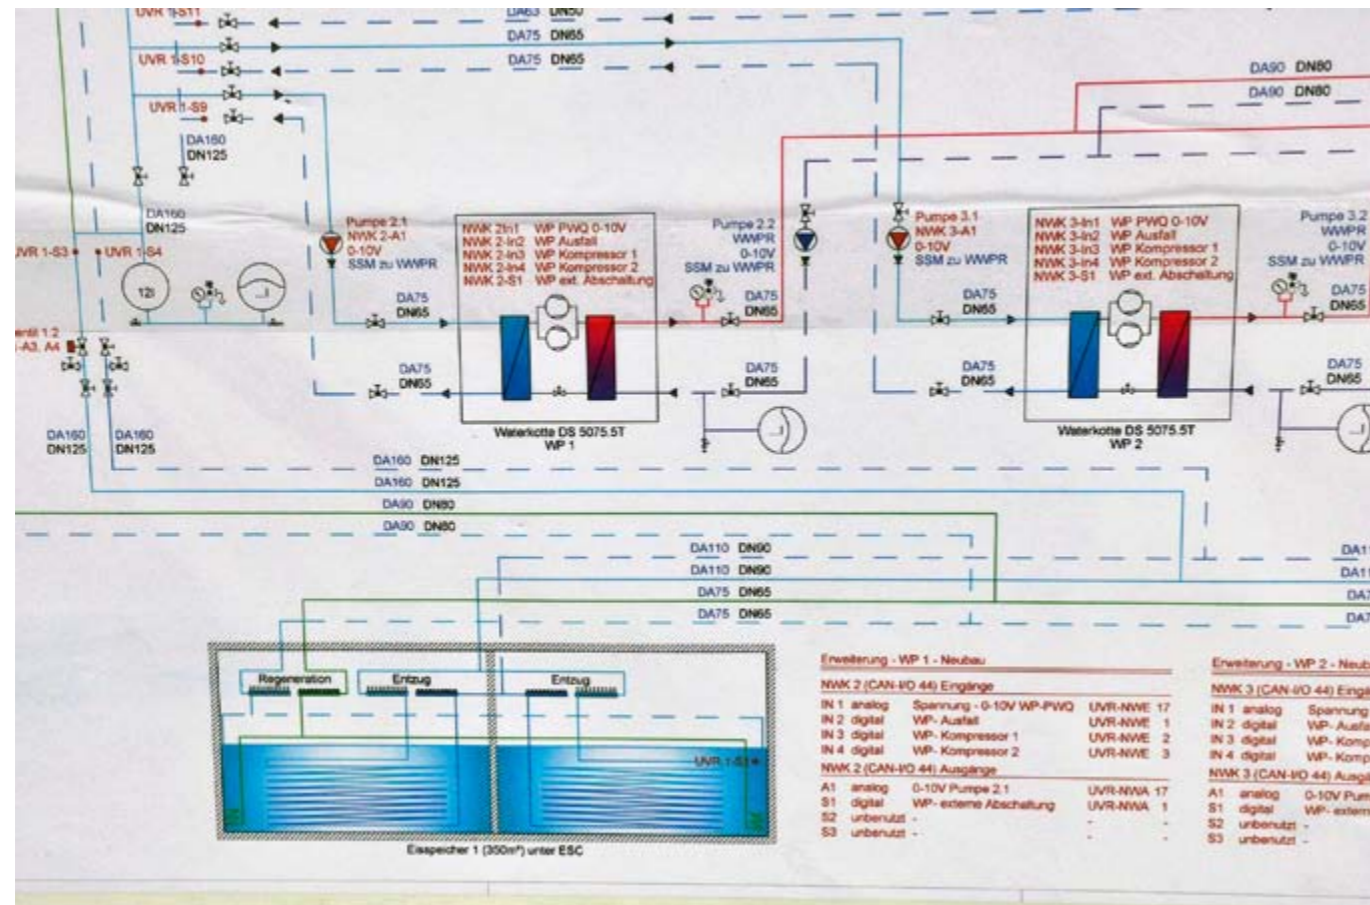 UVR 1-S11
DA63 DN50
DA75 DN65
UVR 1-S10
DA75 DN65
UVR 1-S9
DA90 DN80
DA90 DN80
DA160
DN125
DA160
DN125
UVR 1-S3
UVR 1-S4
12l
A3, A4
Pumpe 2.1
NWK 2-A1
0-10V
SSM zu WWPR
NWK 2In1 WP PWQ 0-10V
NWK 2-In2 WP Ausfall
NWK 2-In3 WP Kompressor 1
NWK 2-In4 WP Kompressor 2
NWK 2-S1 WP ext. Abschaltung
Pumpe 2.2
WWPR
0-10V
SSM zu WWPR
Pumpe 3.1
NWK 3-A1
0-10V
SSM zu WWPR
NWK 3-In1 WP PWQ 0-10V
NWK 3-In2 WP Ausfall
NWK 3-In3 WP Kompressor 1
NWK 3-In4 WP Kompressor 2
NWK 3-S1 WP ext. Abschaltung
Pumpe 3.2
WWPR
0-10V
SSM zu WWPR
DA75
DN65
DA75
DN65
DA75
DN65
DA75
DN65
DA75
DN65
DA75
DN65
DA75
DN65
DA75
DN65
Waterkotte DS 5075.5T
WP 1
Waterkotte DS 5075.5T
WP 2
DA160
DN125
DA160
DN125
DA160 DN125
DA160 DN125
DA90 DN80
DA90 DN80
DA110 DN90
DA110 DN90
DA75 DN65
DA75 DN65
Regeneration
Entzug
Entzug
Eisspeicher 1 (350m³) unter ESC
Erweiterung - WP 1 - Neubau
NWK 2 (CAN-I/O 44) Eingänge
IN 1 analog Spannung - 0-10V WP-PWQ UVR-NWE 17
IN 2 digital WP- Ausfall UVR-NWE 1
IN 3 digital WP- Kompressor 1 UVR-NWE 2
IN 4 digital WP- Kompressor 2 UVR-NWE 3
NWK 2 (CAN-I/O 44) Ausgänge
A1 analog 0-10V Pumpe 2.1 UVR-NWA 17
S1 digital WP- externe Abschaltung UVR-NWA 1
S2 unbenutzt - - -
S3 unbenutzt - - -
Erweiterung - WP 2 - Neub
NWK 3 (CAN-I/O 44) Eing
IN 1 analog Spannung
IN 2 digital WP- Ausfa
IN 3 digital WP- Kom
IN 4 digital WP- Komp
NWK 3 (CAN-I/O 44) Ausg
A1 analog 0-10V Pum
S1 digital WP- extern
S2 unbenutzt -
S3 unbenutzt -